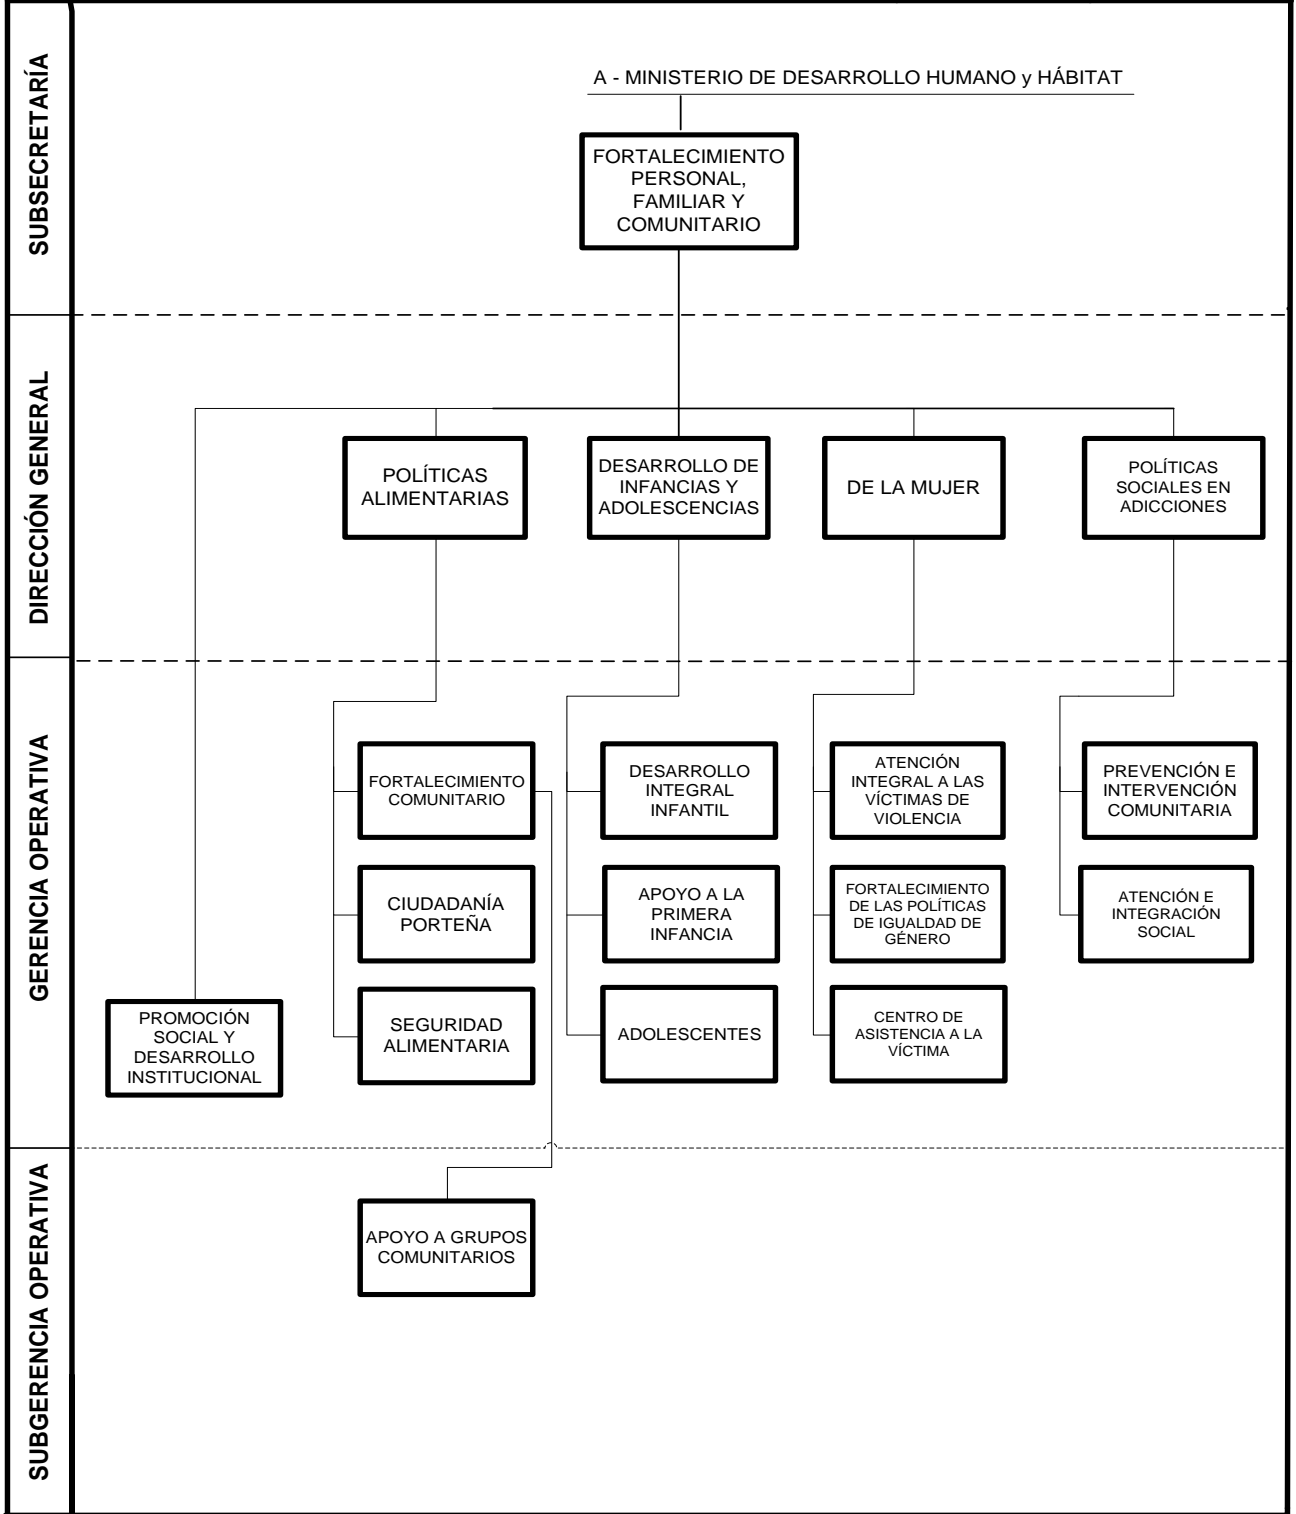 SUBSECRETARÍA
A - MINISTERIO DE DESARROLLO HUMANO y HÁBITAT
FORTALECIMIENTO
PERSONAL,
FAMILIAR Y
COMUNITARIO
DIRECCIÓN GENERAL
POLÍTICAS
ALIMENTARIAS
DESARROLLO DE
INFANCIAS Y
ADOLESCENCIAS
DE LA MUJER
POLÍTICAS
SOCIALES EN
ADICCIONES
GERENCIA OPERATIVA
FORTALECIMIENTO
COMUNITARIO
DESARROLLO
INTEGRAL
INFANTIL
ATENCIÓN
INTEGRAL A LAS
VÍCTIMAS DE
VIOLENCIA
PREVENCIÓN E
INTERVENCIÓN
COMUNITARIA
CIUDADANÍA
PORTEÑA
APOYO A LA
PRIMERA
INFANCIA
FORTALECIMIENTO
DE LAS POLÍTICAS
DE IGUALDAD DE
GÉNERO
ATENCIÓN E
INTEGRACIÓN
SOCIAL
PROMOCIÓN
SOCIAL Y
DESARROLLO
INSTITUCIONAL
SEGURIDAD
ALIMENTARIA
ADOLESCENTES
CENTRO DE
ASISTENCIA A LA
VÍCTIMA
SUBGERENCIA OPERATIVA
APOYO A GRUPOS
COMUNITARIOS